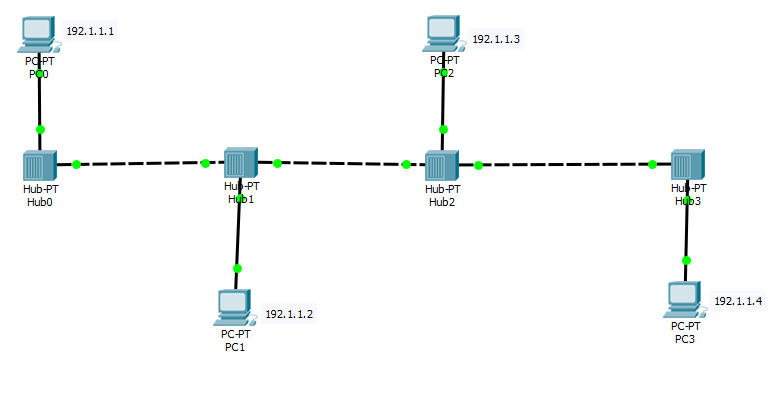 192.1.1.1
PC-PT
PC0
192.1.1.3
PC-PT
PC2
Hub-PT
Hub0
Hub-PT
Hub1
Hub-PT
Hub2
Hub-PT
Hub3
192.1.1.2
PC-PT
PC1
192.1.1.4
PC-PT
PC3